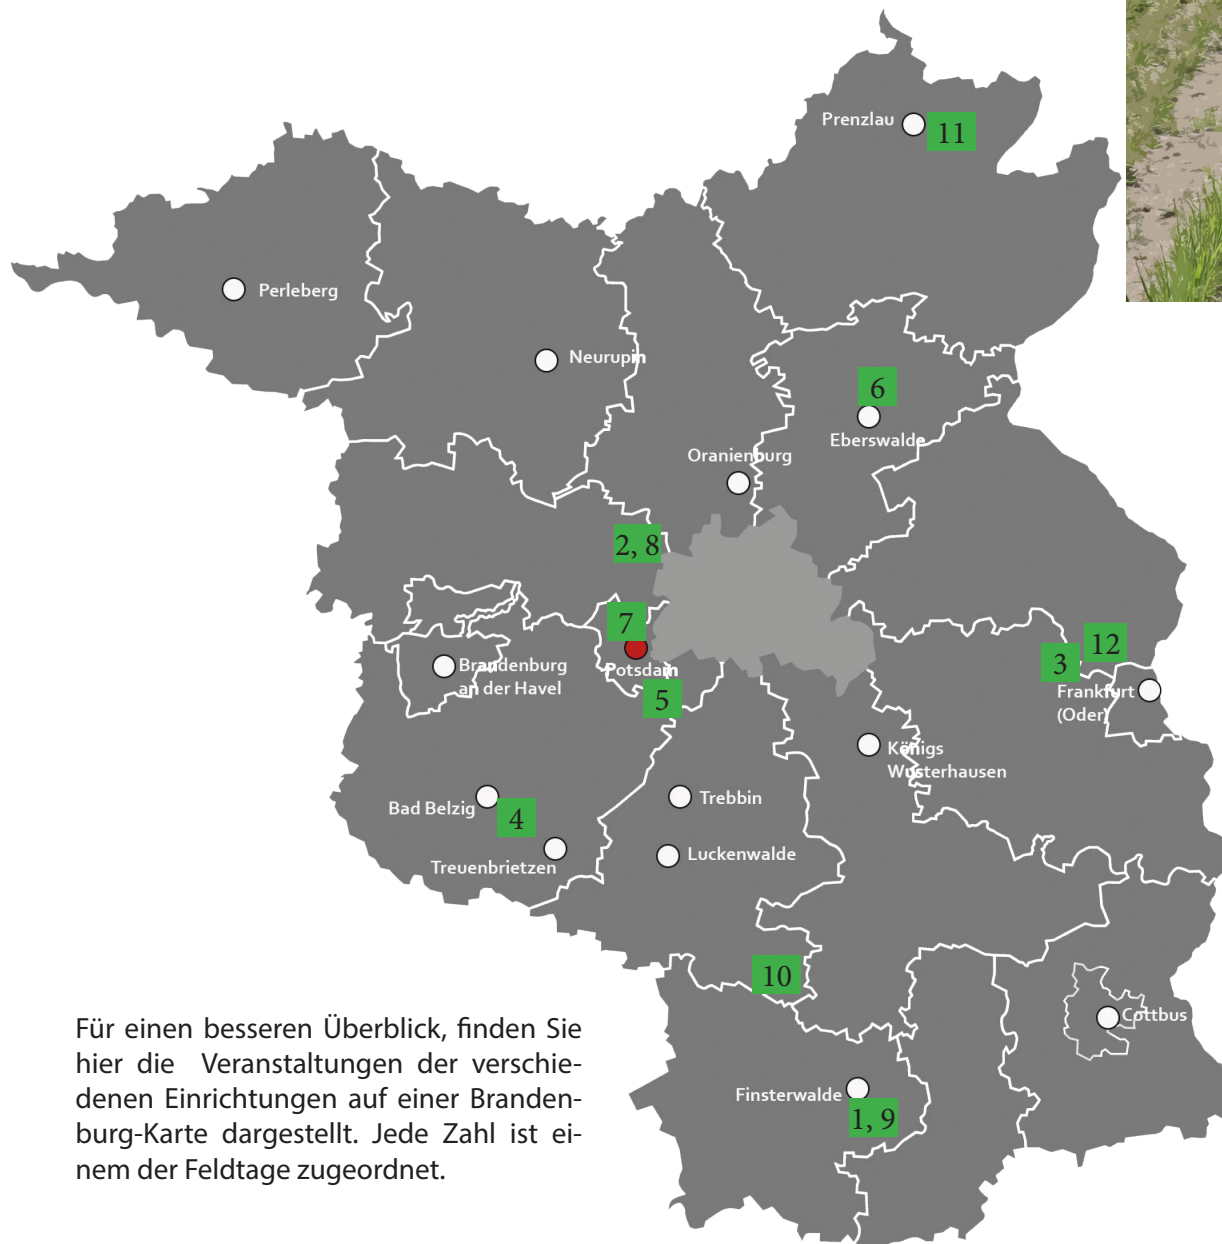 Prenzlau
11
Perleberg
Neurupin
6
Eberswalde
Oranienburg
2, 8
7
Potsdam
Brandenburg
an der Havel
5
12
3
Frankfurt
(Oder)
Königs
Wusterhausen
Bad Belzig
4
Trebbin
Treuenbrietzen
Luckenwalde
10
Cottbus
Finsterwalde
1, 9
Für einen besseren Überblick, finden Sie
hier die Veranstaltungen der verschie-
denen Einrichtungen auf einer Branden-
burg-Karte dargestellt. Jede Zahl ist ei-
nem der Feldtage zugeordnet.